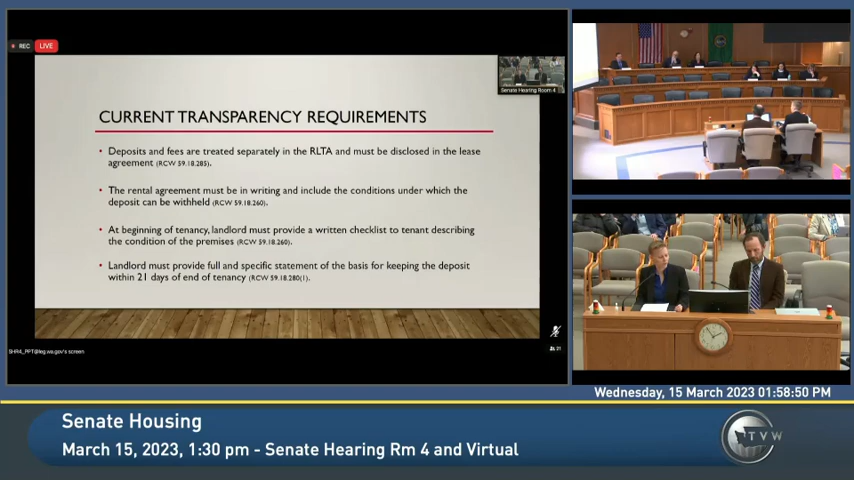 REC LIVE
Senate Hearing Room 4
CURRENT TRANSPARENCY REQUIREMENTS
• Deposits and fees are treated separately in the RLTA and must be disclosed in the lease
agreement (RCW 59.18.285).
• The rental agreement must be in writing and include the conditions under which the
deposit can be withheld (RCW 59.18.260).
• At beginning of tenancy, landlord must provide a written checklist to tenant describing
the condition of the premises (RCW 59.18.260).
• Landlord must provide full and specific statement of the basis for keeping the deposit
within 21 days of end of tenancy (RCW 59.18.280(1).
21
SHR4_PPT@leg.wa.gov's screen
Wednesday, 15 March 2023 01:58:50 PM
Senate Housing
March 15, 2023, 1:30 pm - Senate Hearing Rm 4 and Virtual
TVW